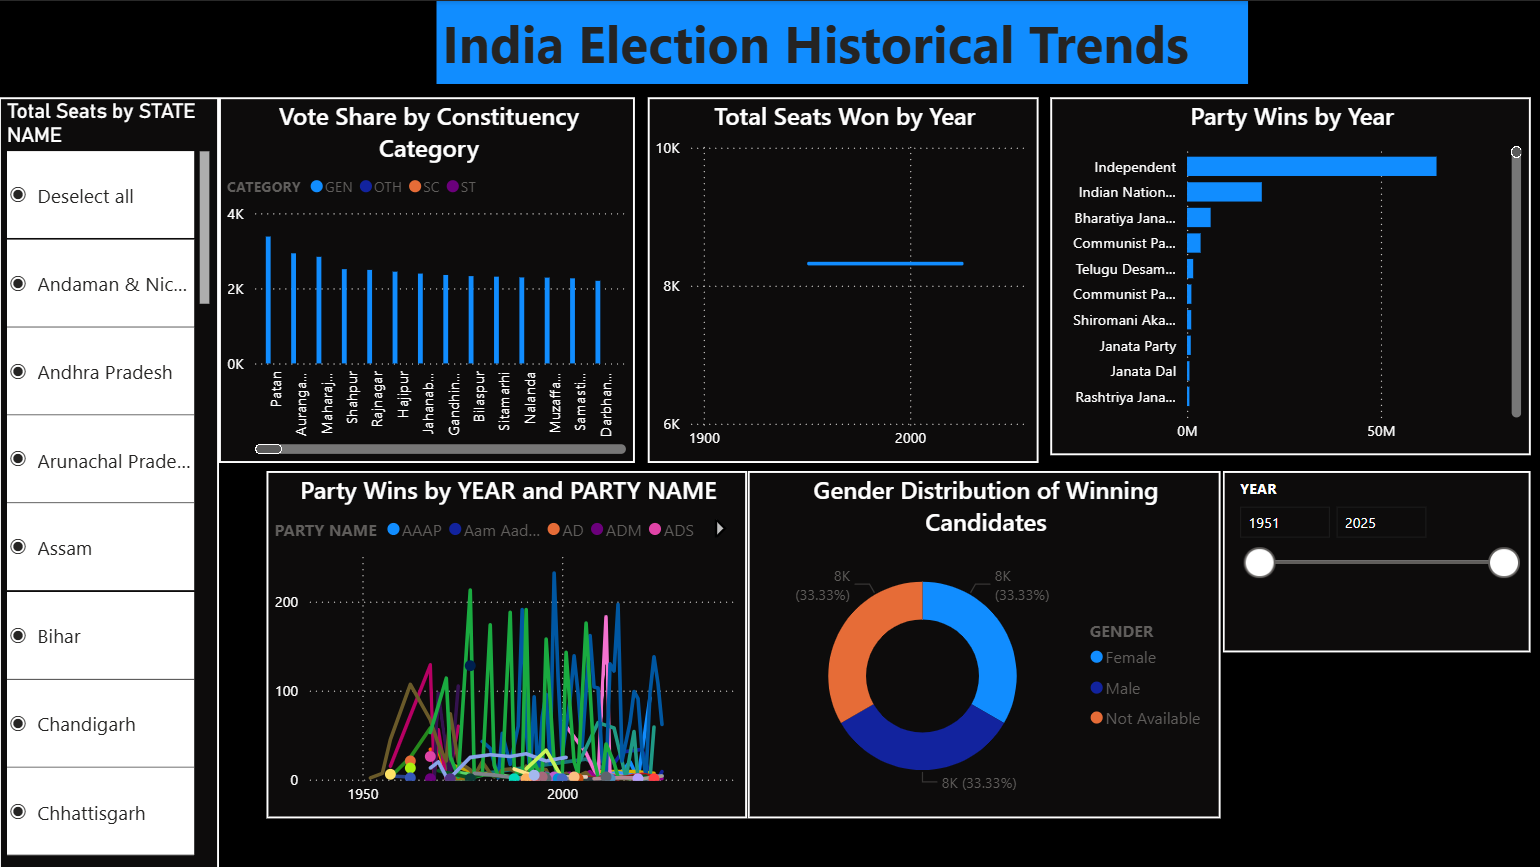 India Election Historical Trends
Total Seats by STATE
NAME
Deselect all
Andaman & Nic...
Andhra Pradesh
Arunachal Prade...
Assam
Bihar
Chandigarh
Chhattisgarh
Vote Share by Constituency
Category
CATEGORY GEN OTH SC ST
4K
2K
0K
Patan
Auranga...
Maharaj...
Shahpur
Rajnagar
Hajipur
Jahanab...
Gandhin...
Bilaspur
Sitamarhi
Nalanda
Muzaffa...
Samasti...
Darbhan...
Total Seats Won by Year
10K
8K
6K
1900 2000
Party Wins by Year
Independent
Indian Nation...
Bharatiya Jana...
Communist Pa...
Telugu Desam...
Communist Pa...
Shiromani Aka...
Janata Party
Janata Dal
Rashtriya Jana...
0M 50M
Party Wins by YEAR and PARTY NAME
PARTY NAME AAAP Aam Aad... AD ADM ADS
200
100
0
1950 2000
Gender Distribution of Winning
Candidates
8K
(33.33%)
8K
(33.33%)
8K (33.33%)
GENDER
Female
Male
Not Available
YEAR
1951 2025